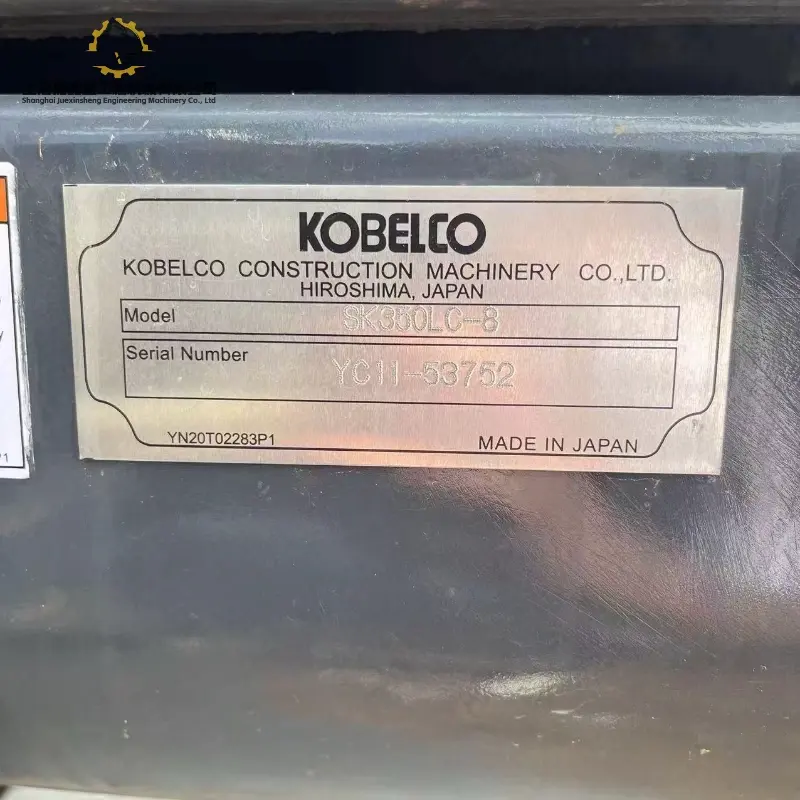 Shanghai Juexinsheng Engineering Machinery Co., Ltd
KOBELCO
KOBELCO CONSTRUCTION MACHINERY CO.,LTD.
HIROSHIMA, JAPAN
Model SK350LC-8
Serial Number YC11-53752
YN20T02283P1 MADE IN JAPAN